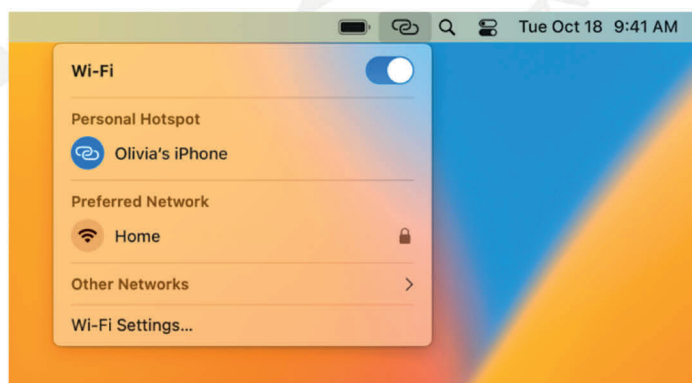 Tue Oct 18 9:41 AM
Wi-Fi
Personal Hotspot
Olivia's iPhone
Preferred Network
Home
Other Networks
Wi-Fi Settings...